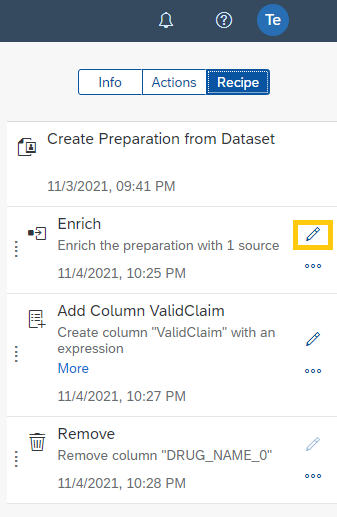 Te
Info Actions Recipe
Create Preparation from Dataset
11/3/2021, 09:41 PM
Enrich
Enrich the preparation with 1 source
11/4/2021, 10:25 PM
Add Column ValidClaim
Create column "ValidClaim" with an
expression
More
11/4/2021, 10:27 PM
Remove
Remove column "DRUG_NAME_0"
11/4/2021, 10:28 PM